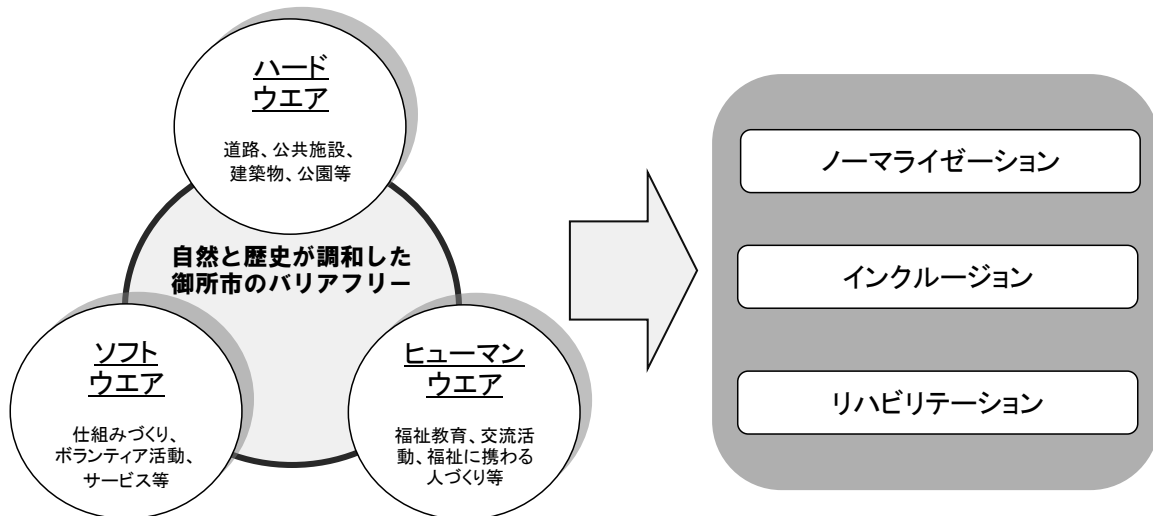 ハード
ウエア
道路、公共施設、
建築物、公園等
自然と歴史が調和した
御所市のバリアフリー
ソフト
ウエア
仕組みづくり、
ボランティア活動、
サービス等
ヒューマン
ウエア
福祉教育、交流活
動、福祉に携わる
人づくり等
ノーマライゼーション
インクルージョン
リハビリテーション